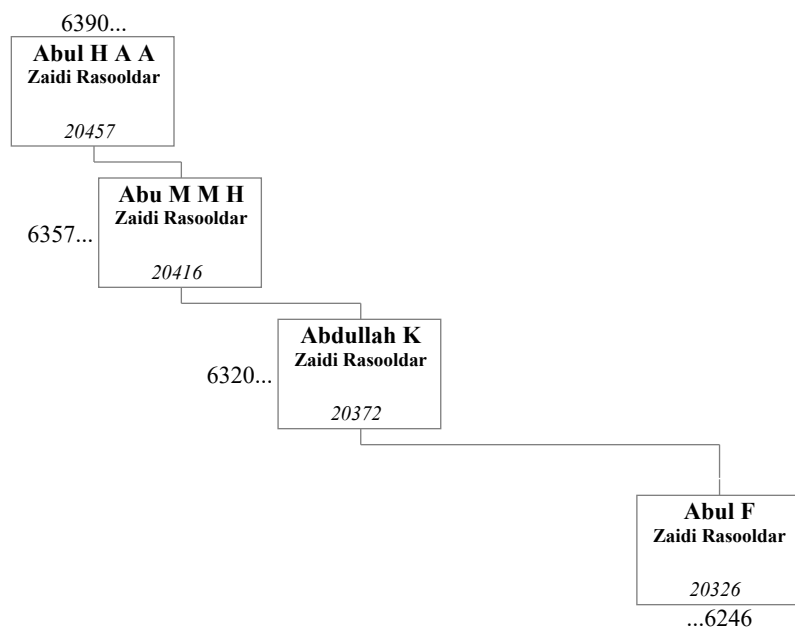 6390...
Abul H A A
Zaidi Rasooldar
20457
Abu M M H
Zaidi Rasooldar
6357...
20416
Abdullah K
Zaidi Rasooldar
6320...
20372
Abul F
Zaidi Rasooldar
20326
...6246